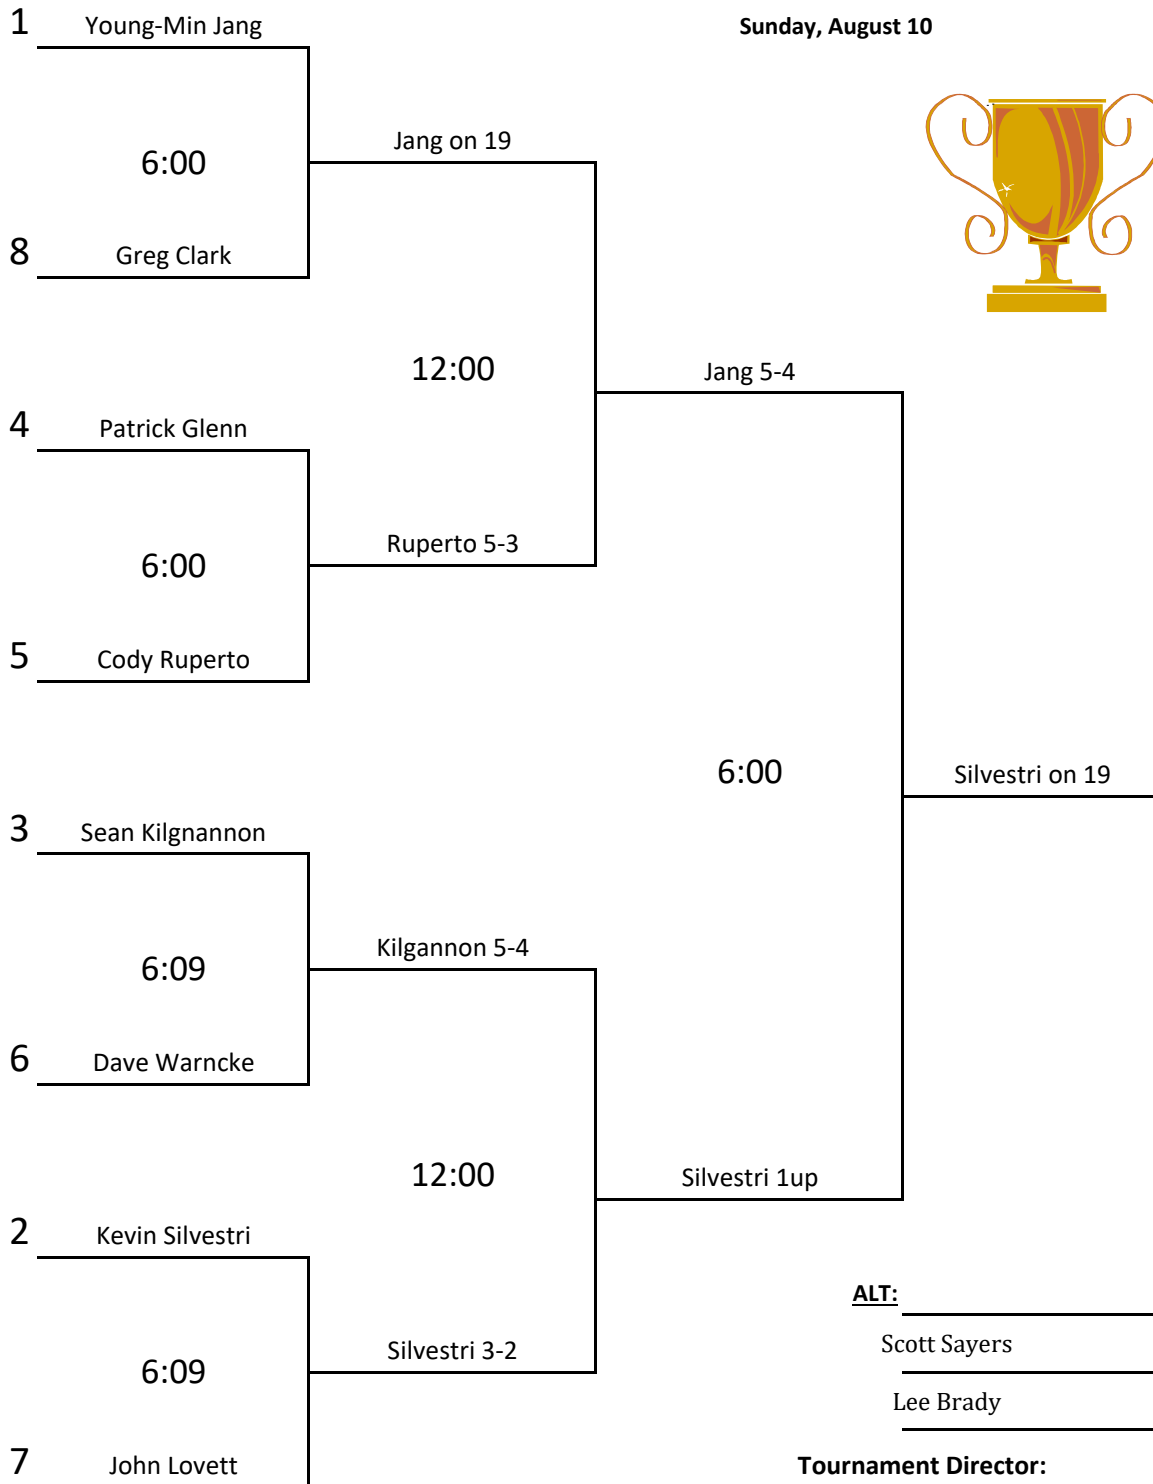 1 Young-Min Jang
Sunday, August 10
Jang on 19
6:00
8 Greg Clark
12:00
Jang 5-4
4 Patrick Glenn
Ruperto 5-3
6:00
5 Cody Ruperto
6:00
Silvestri on 19
3 Sean Kilgnannon
Kilgannon 5-4
6:09
6 Dave Warncke
12:00
Silvestri 1up
2 Kevin Silvestri
ALT:
Silvestri 3-2
Scott Sayers
6:09
Lee Brady
7 John Lovett
Tournament Director: